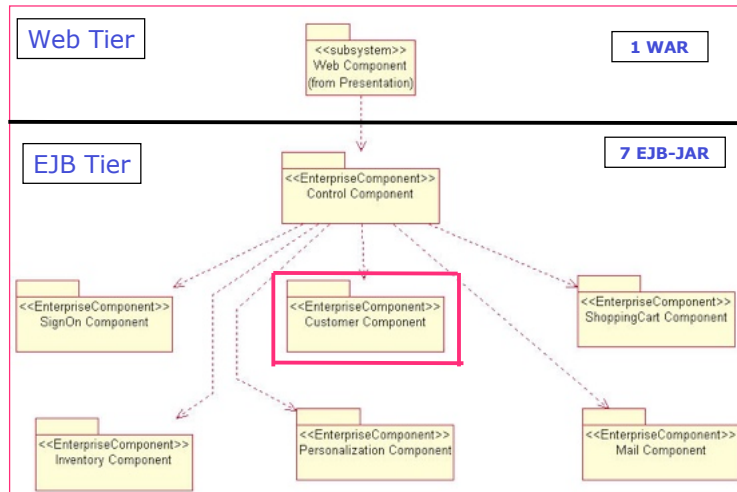 Web Tier
<<subsystem>>
Web Component
(from Presentation)
1 WAR
EJB Tier
7 EJB-JAR
<<EnterpriseComponent>>
Control Component
<<EnterpriseComponent>>
SignOn Component
<<EnterpriseComponent>>
Customer Component
<<EnterpriseComponent>>
ShoppingCart Component
<<EnterpriseComponent>>
Inventory Component
<<EnterpriseComponent>>
Personalization Component
<<EnterpriseComponent>>
Mail Component